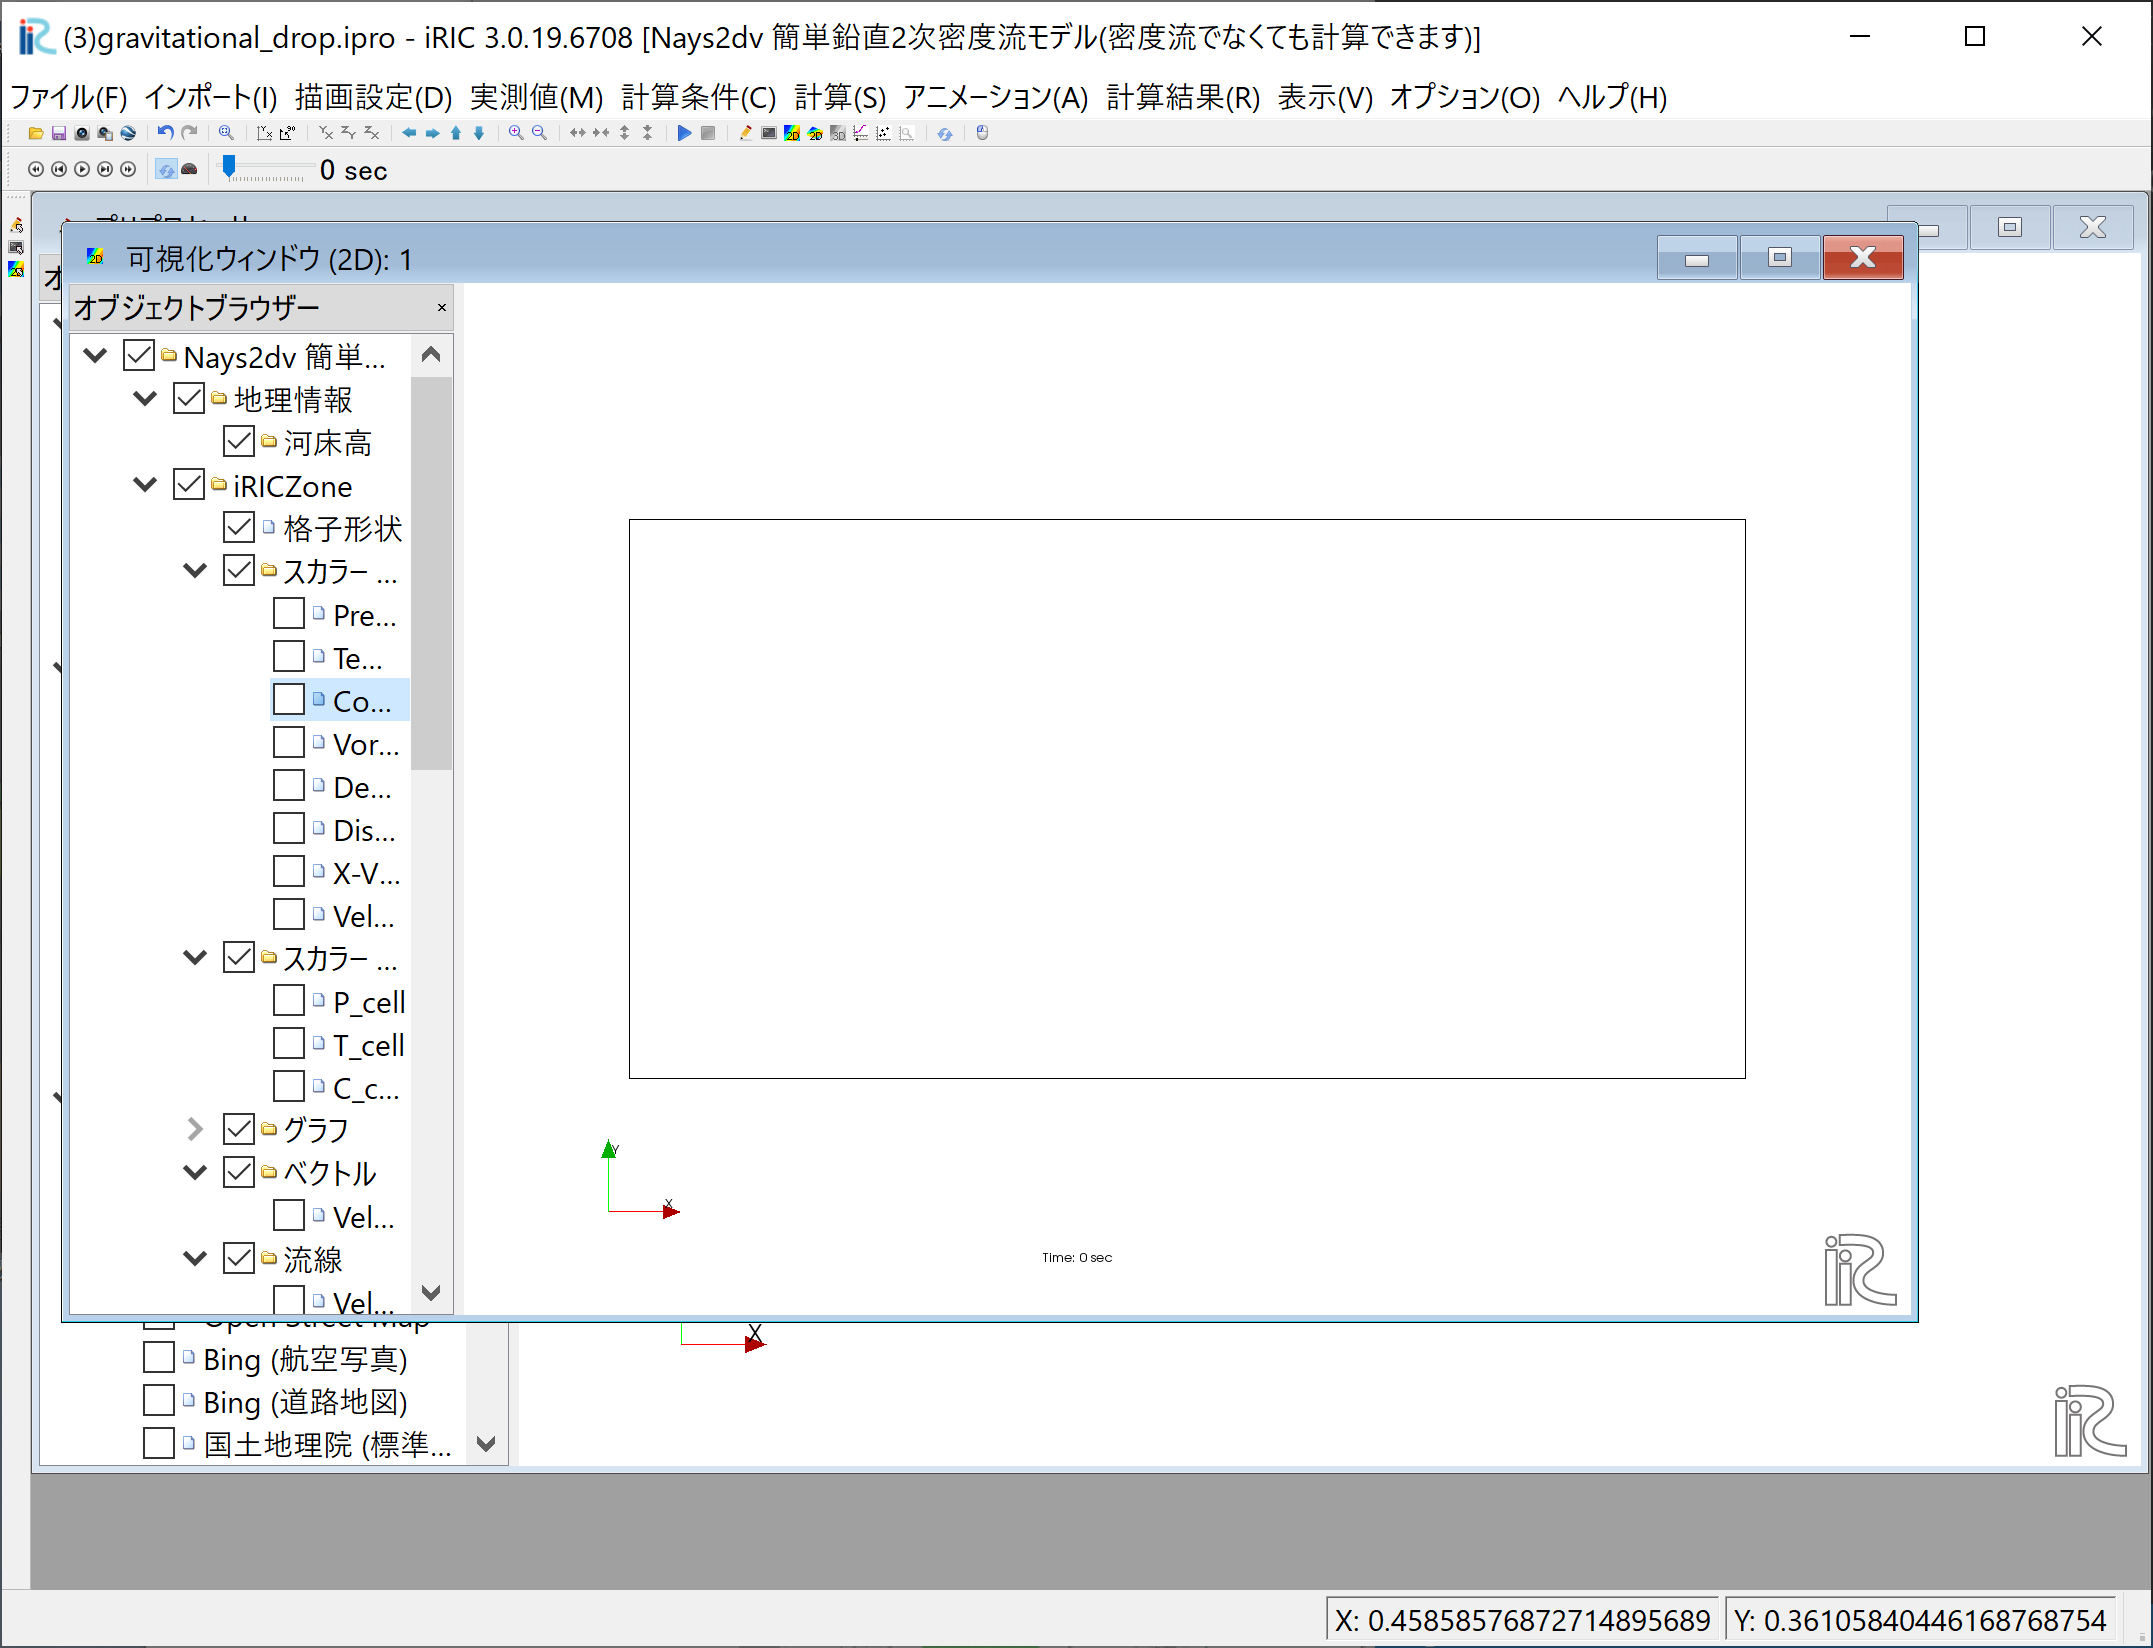 (3)gravitational_drop.ipro - iRIC 3.0.19.6708 [Nays2dv 簡単鉛直2次密度流モデル(密度流でなくても計算できます)]
ファイル(F) インポート(I) 描画設定(D) 実測値(M) 計算条件(C) 計算(S) アニメーション(A) 計算結果(R) 表示(V) オプション(O) ヘルプ(H)
0 sec
可視化ウィンドウ (2D): 1
オブジェクトブラウザー
Nays2dv 簡単...
地理情報
河床高
iRICZone
格子形状
スカラー ...
Pre...
Te...
Co...
Vor...
De...
Dis...
X-V...
Vel...
スカラー ...
P_cell
T_cell
C_c...
グラフ
ベクトル
Vel...
流線
Vel...
Y
X
Time: 0 sec
iRIC
Open Street Map
Bing (航空写真)
Bing (道路地図)
国土地理院 (標準...
X
iRIC
X: 0.45858576872714895689
Y: 0.36105840446168768754